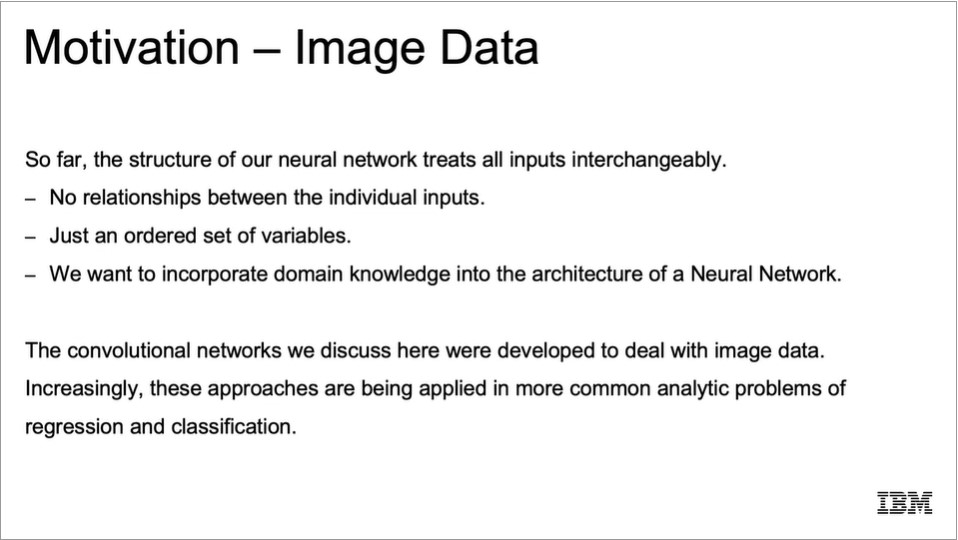 Motivation – Image Data
So far, the structure of our neural network treats all inputs interchangeably.
– No relationships between the individual inputs.
– Just an ordered set of variables.
– We want to incorporate domain knowledge into the architecture of a Neural Network.
The convolutional networks we discuss here were developed to deal with image data.
Increasingly, these approaches are being applied in more common analytic problems of
regression and classification.
IBM